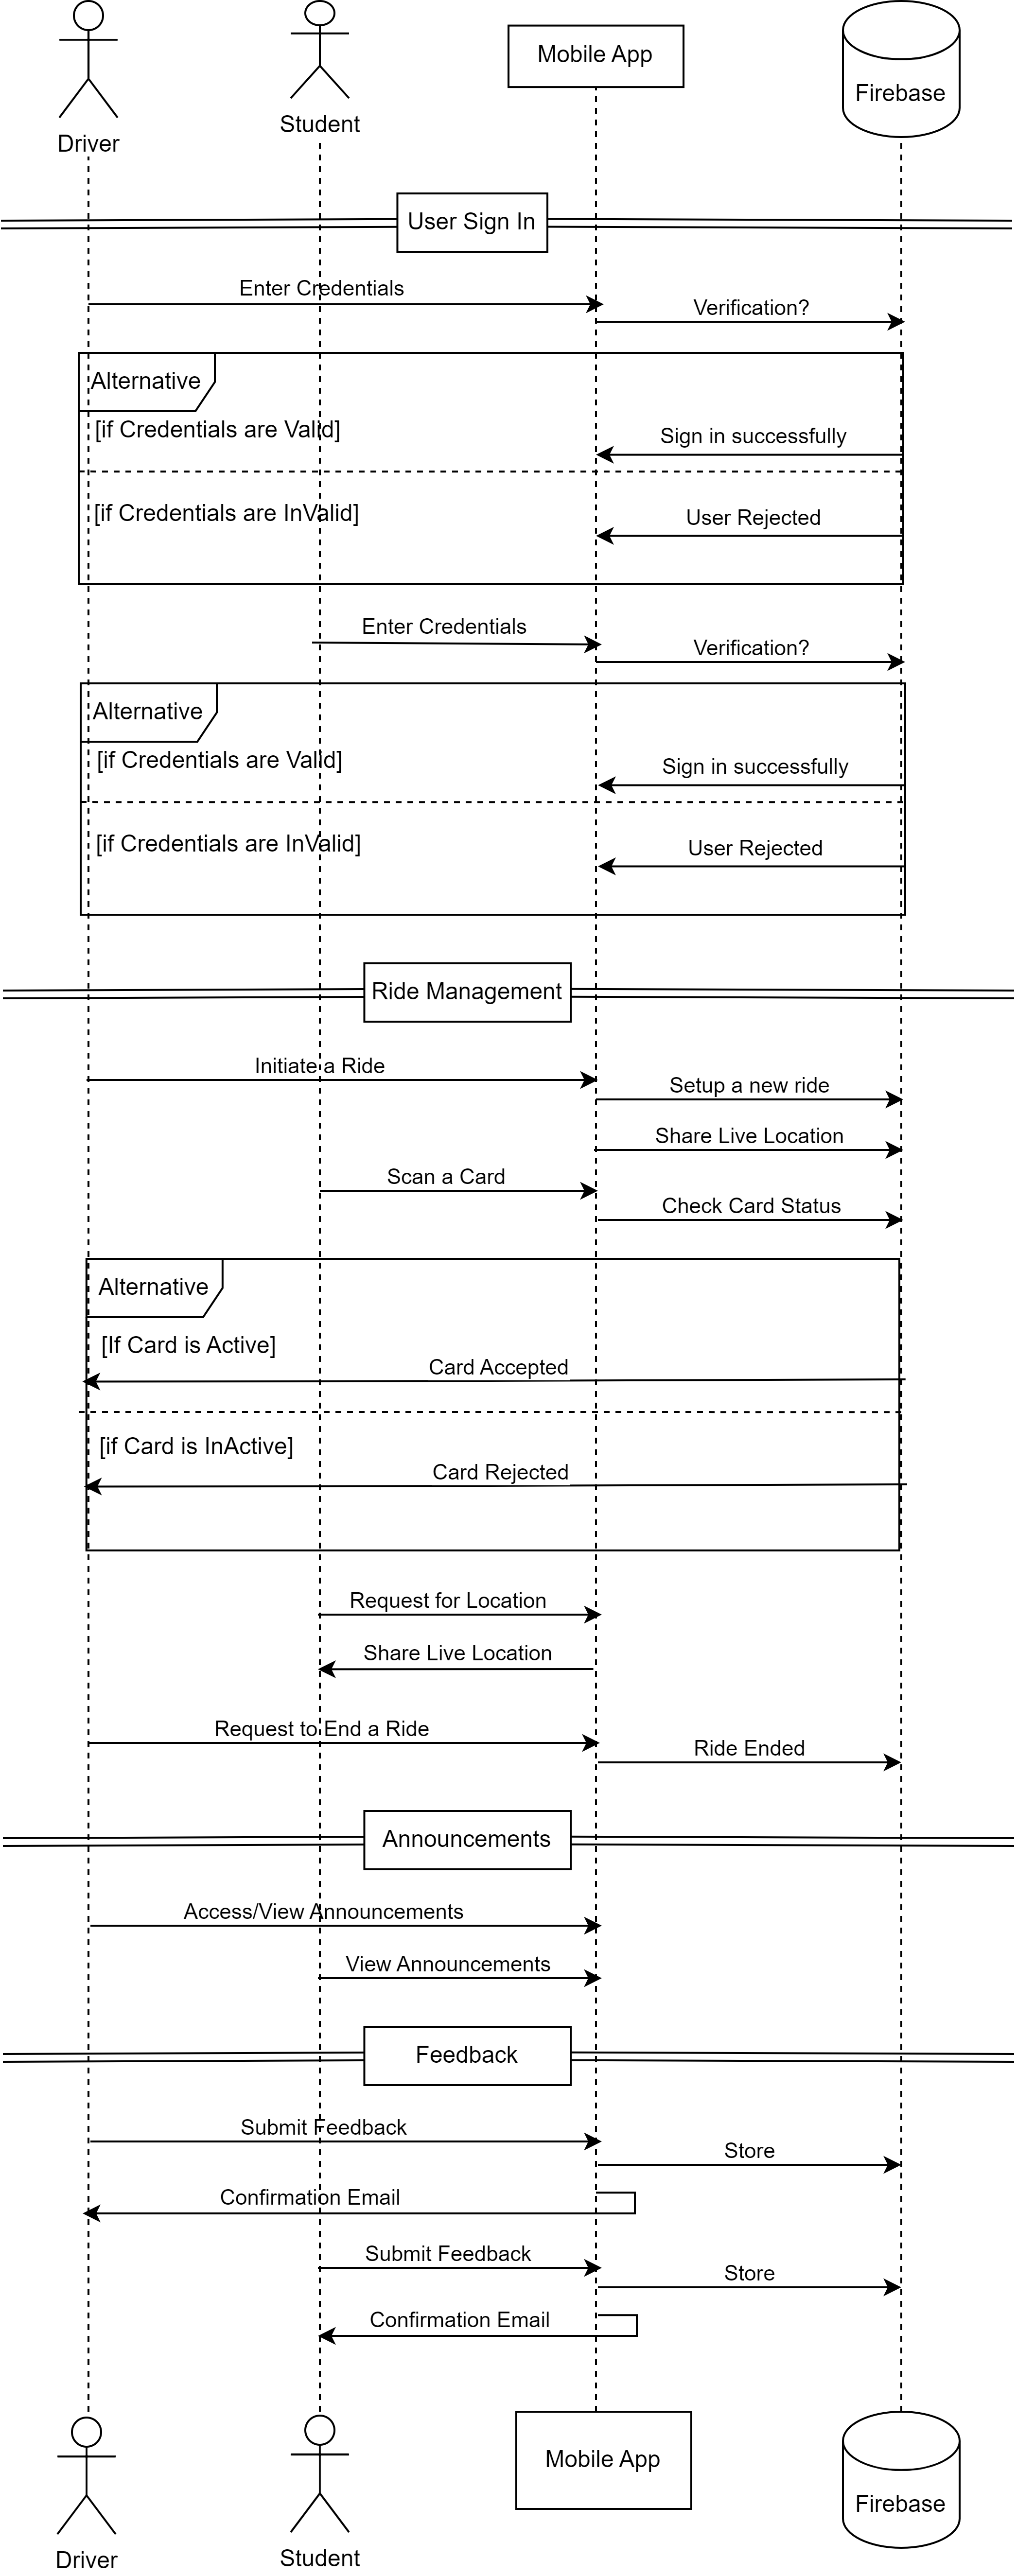 Driver
Student
Mobile App
Firebase
User Sign In
Enter Credentials
Verification?
Alternative
[if Credentials are Valid]
Sign in successfully
[if Credentials are InValid]
User Rejected
Enter Credentials
Verification?
Alternative
[if Credentials are Valid]
Sign in successfully
[if Credentials are InValid]
User Rejected
Ride Management
Initiate a Ride
Setup a new ride
Share Live Location
Scan a Card
Check Card Status
Alternative
[If Card is Active]
Card Accepted
[if Card is InActive]
Card Rejected
Request for Location
Share Live Location
Request to End a Ride
Ride Ended
Announcements
Access/View Announcements
View Announcements
Feedback
Submit Feedback
Store
Confirmation Email
Submit Feedback
Store
Confirmation Email
Driver
Student
Mobile App
Firebase